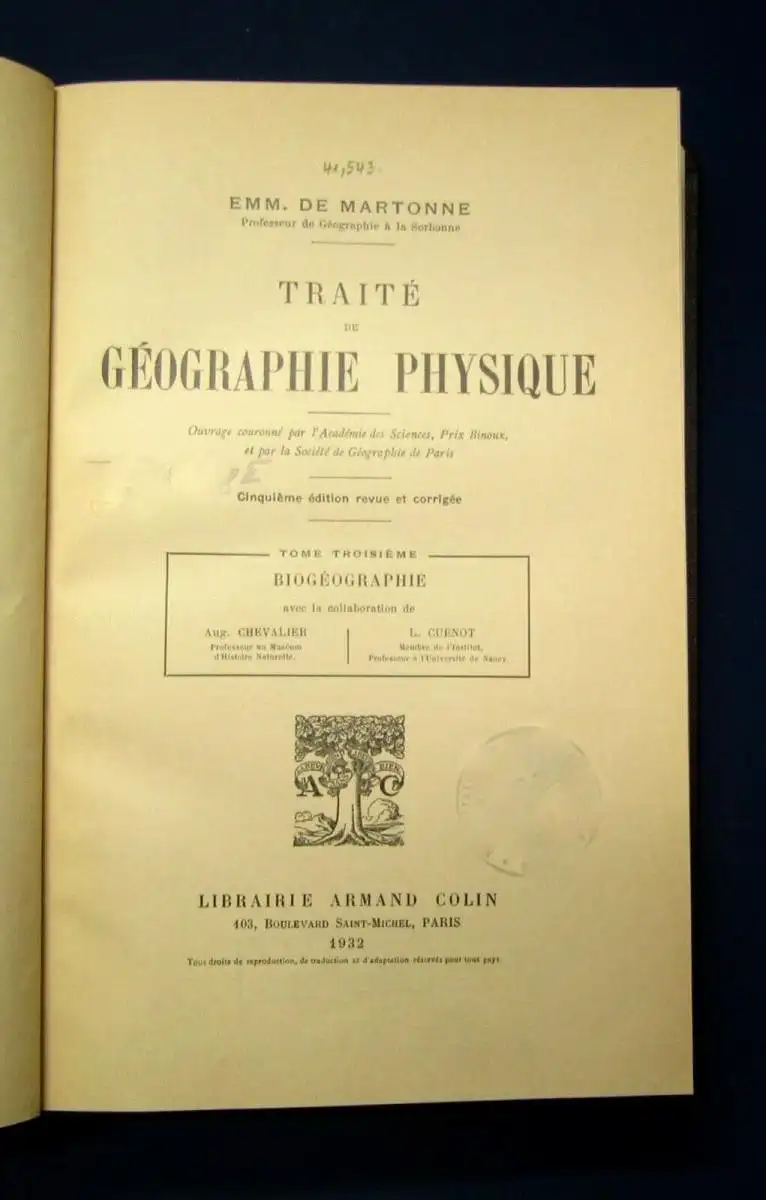 41,543
EMM. DE MARTONNE
Professeur de Géographie à la Sorbonne
TRAITÉ
DE
GÉOGRAPHIE PHYSIQUE
Ouvrage couronné par l'Académie des Sciences, Prix Binoux,
et par la Société de Géographie de Paris
Cinquième édition revue et corrigée
TOME TROISIÈME
BIOGÉOGRAPHIE
avec la collaboration de
Aug. CHEVALIER
Professeur au Muséum
d'Histoire Naturelle.
L. CUÉNOT
Membre de l'Institut,
Professeur à l'Université de Nancy.
A C
LIBRAIRIE ARMAND COLIN
103, BOULEVARD SAINT-MICHEL, PARIS
1932
Tous droits de reproduction, de traduction et d'adaptation réservés pour tous pays.